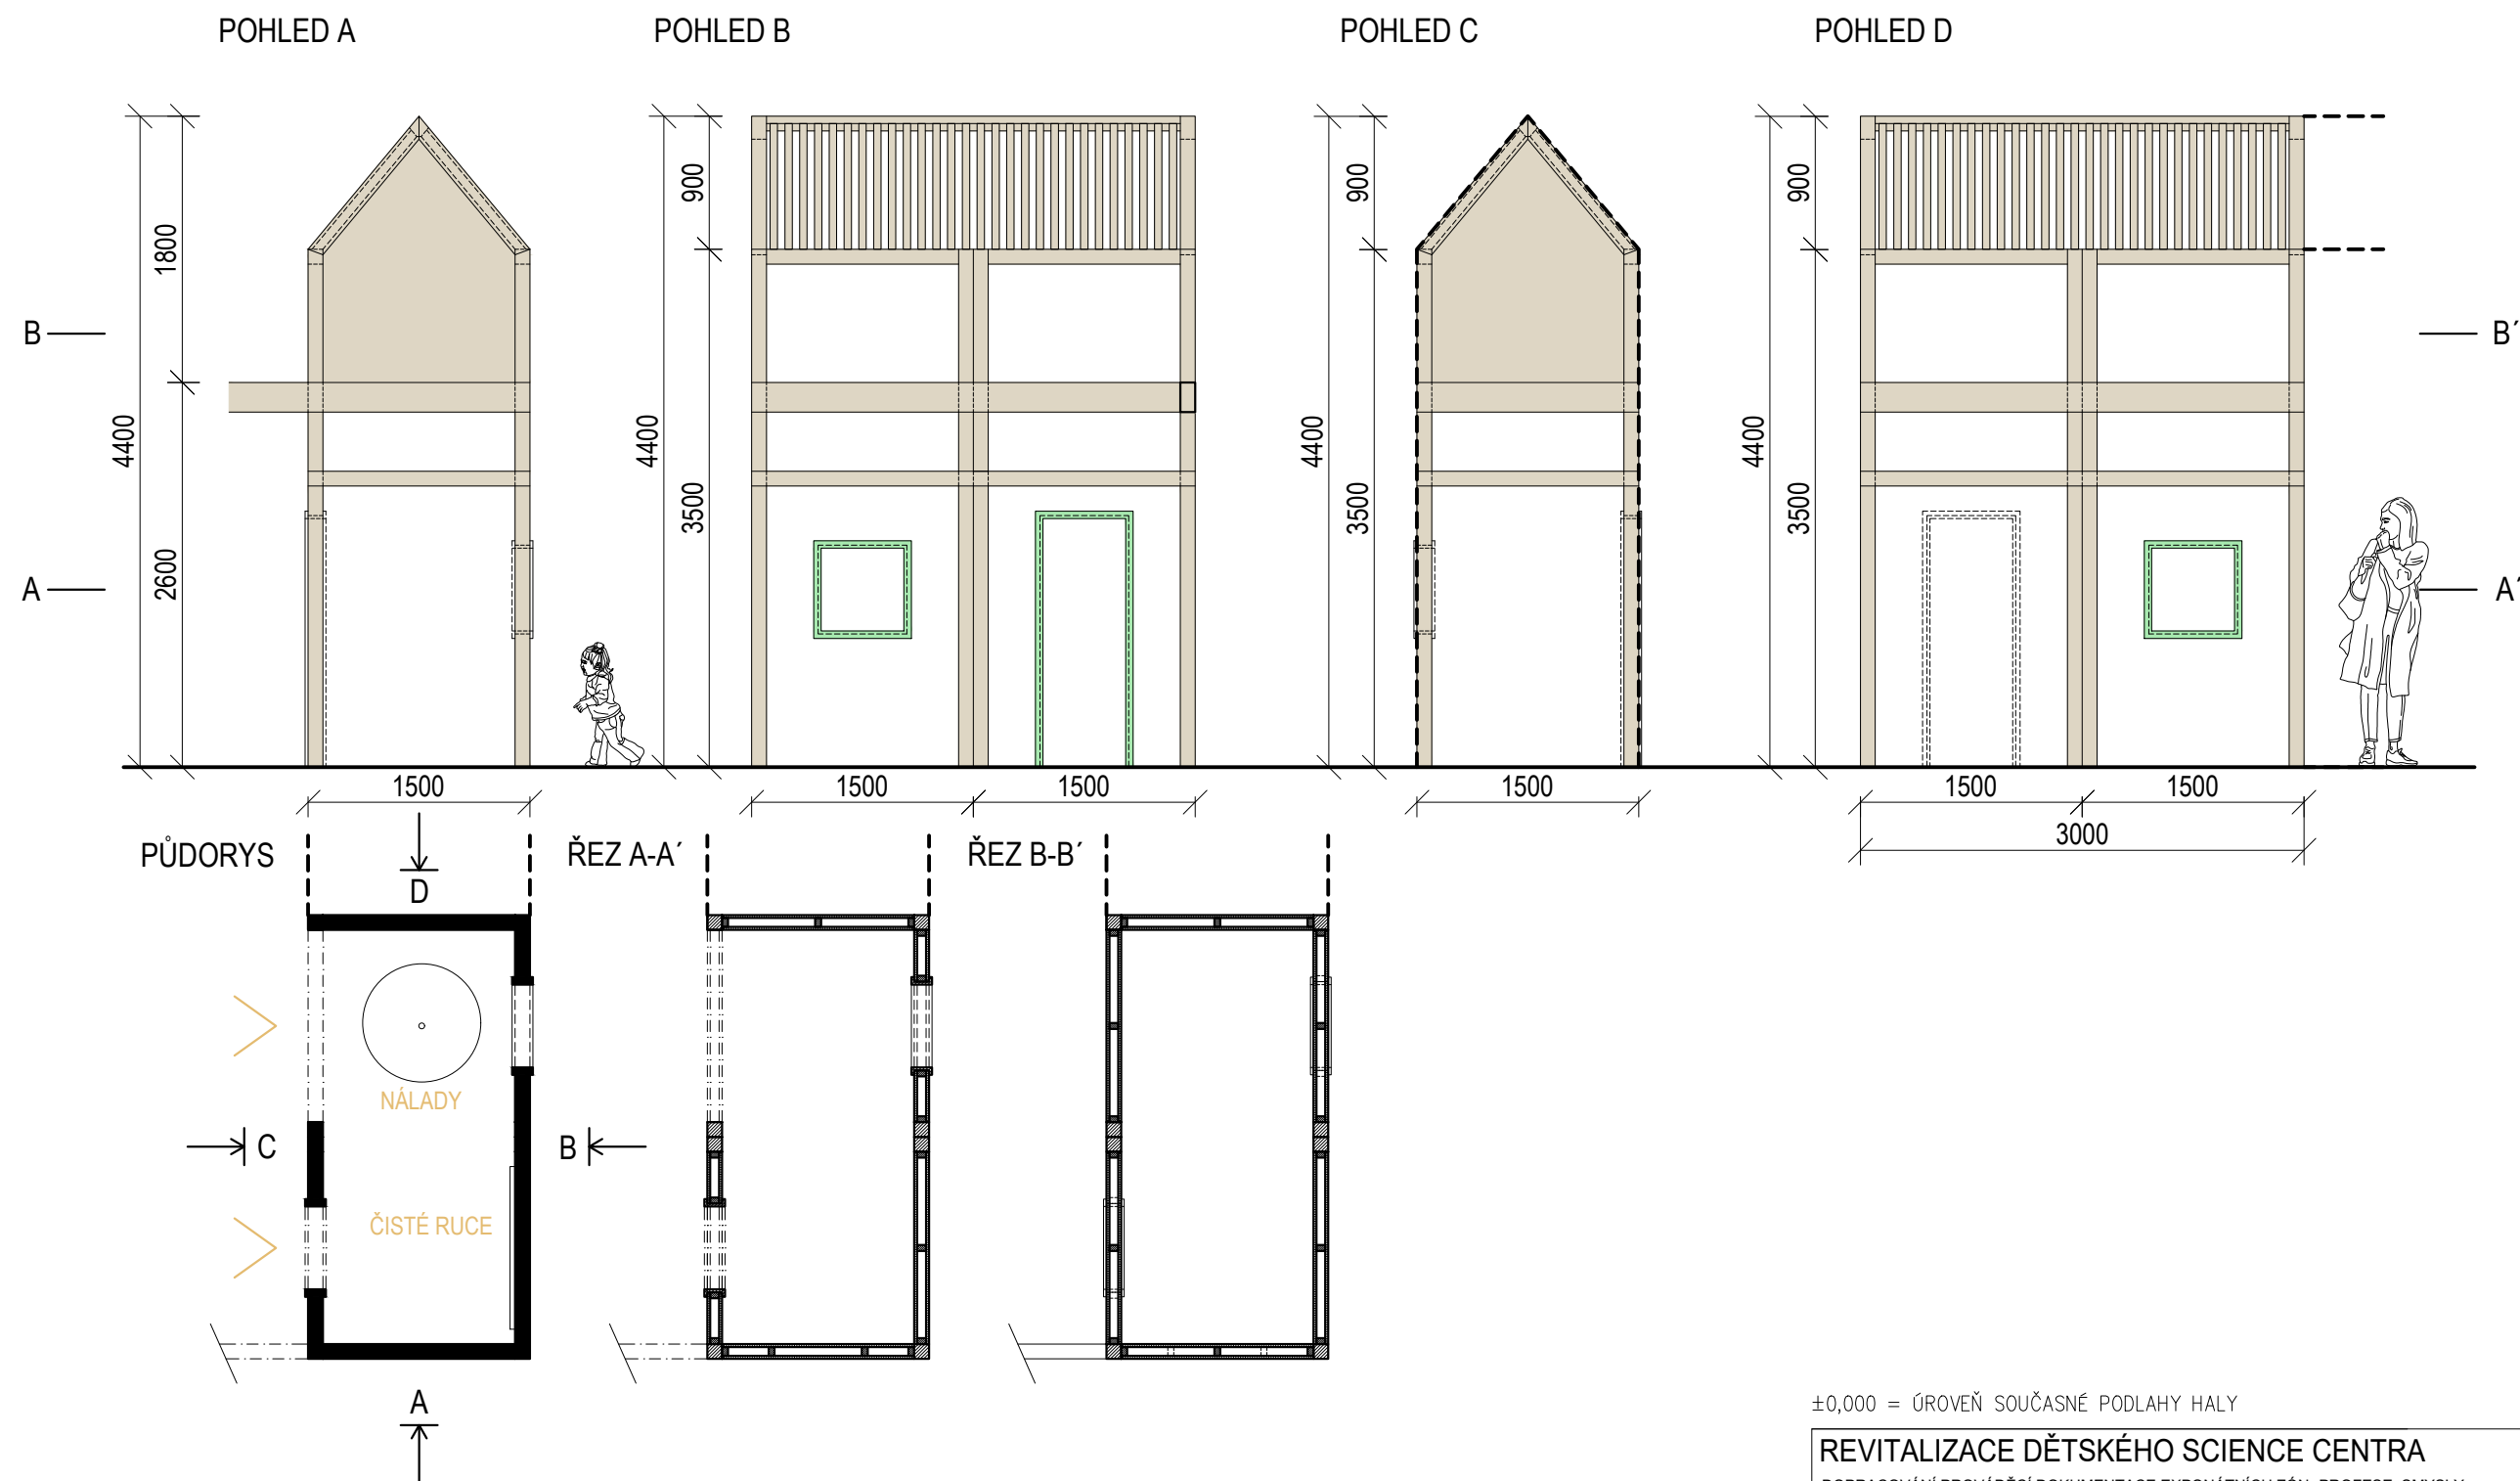 POHLED A
POHLED B
POHLED C
POHLED D
1800
2600
4400
900
3500
4400
900
3500
4400
900
3500
4400
B
B´
A
A´
1500
1500
1500
1500
1500
1500
3000
PŮDORYS
ŘEZ A-A´
ŘEZ B-B´
D
NÁLADY
C
B
ČISTÉ RUCE
A
±0,000 = ÚROVEŇ SOUČASNÉ PODLAHY HALY
REVITALIZACE DĚTSKÉHO SCIENCE CENTRA